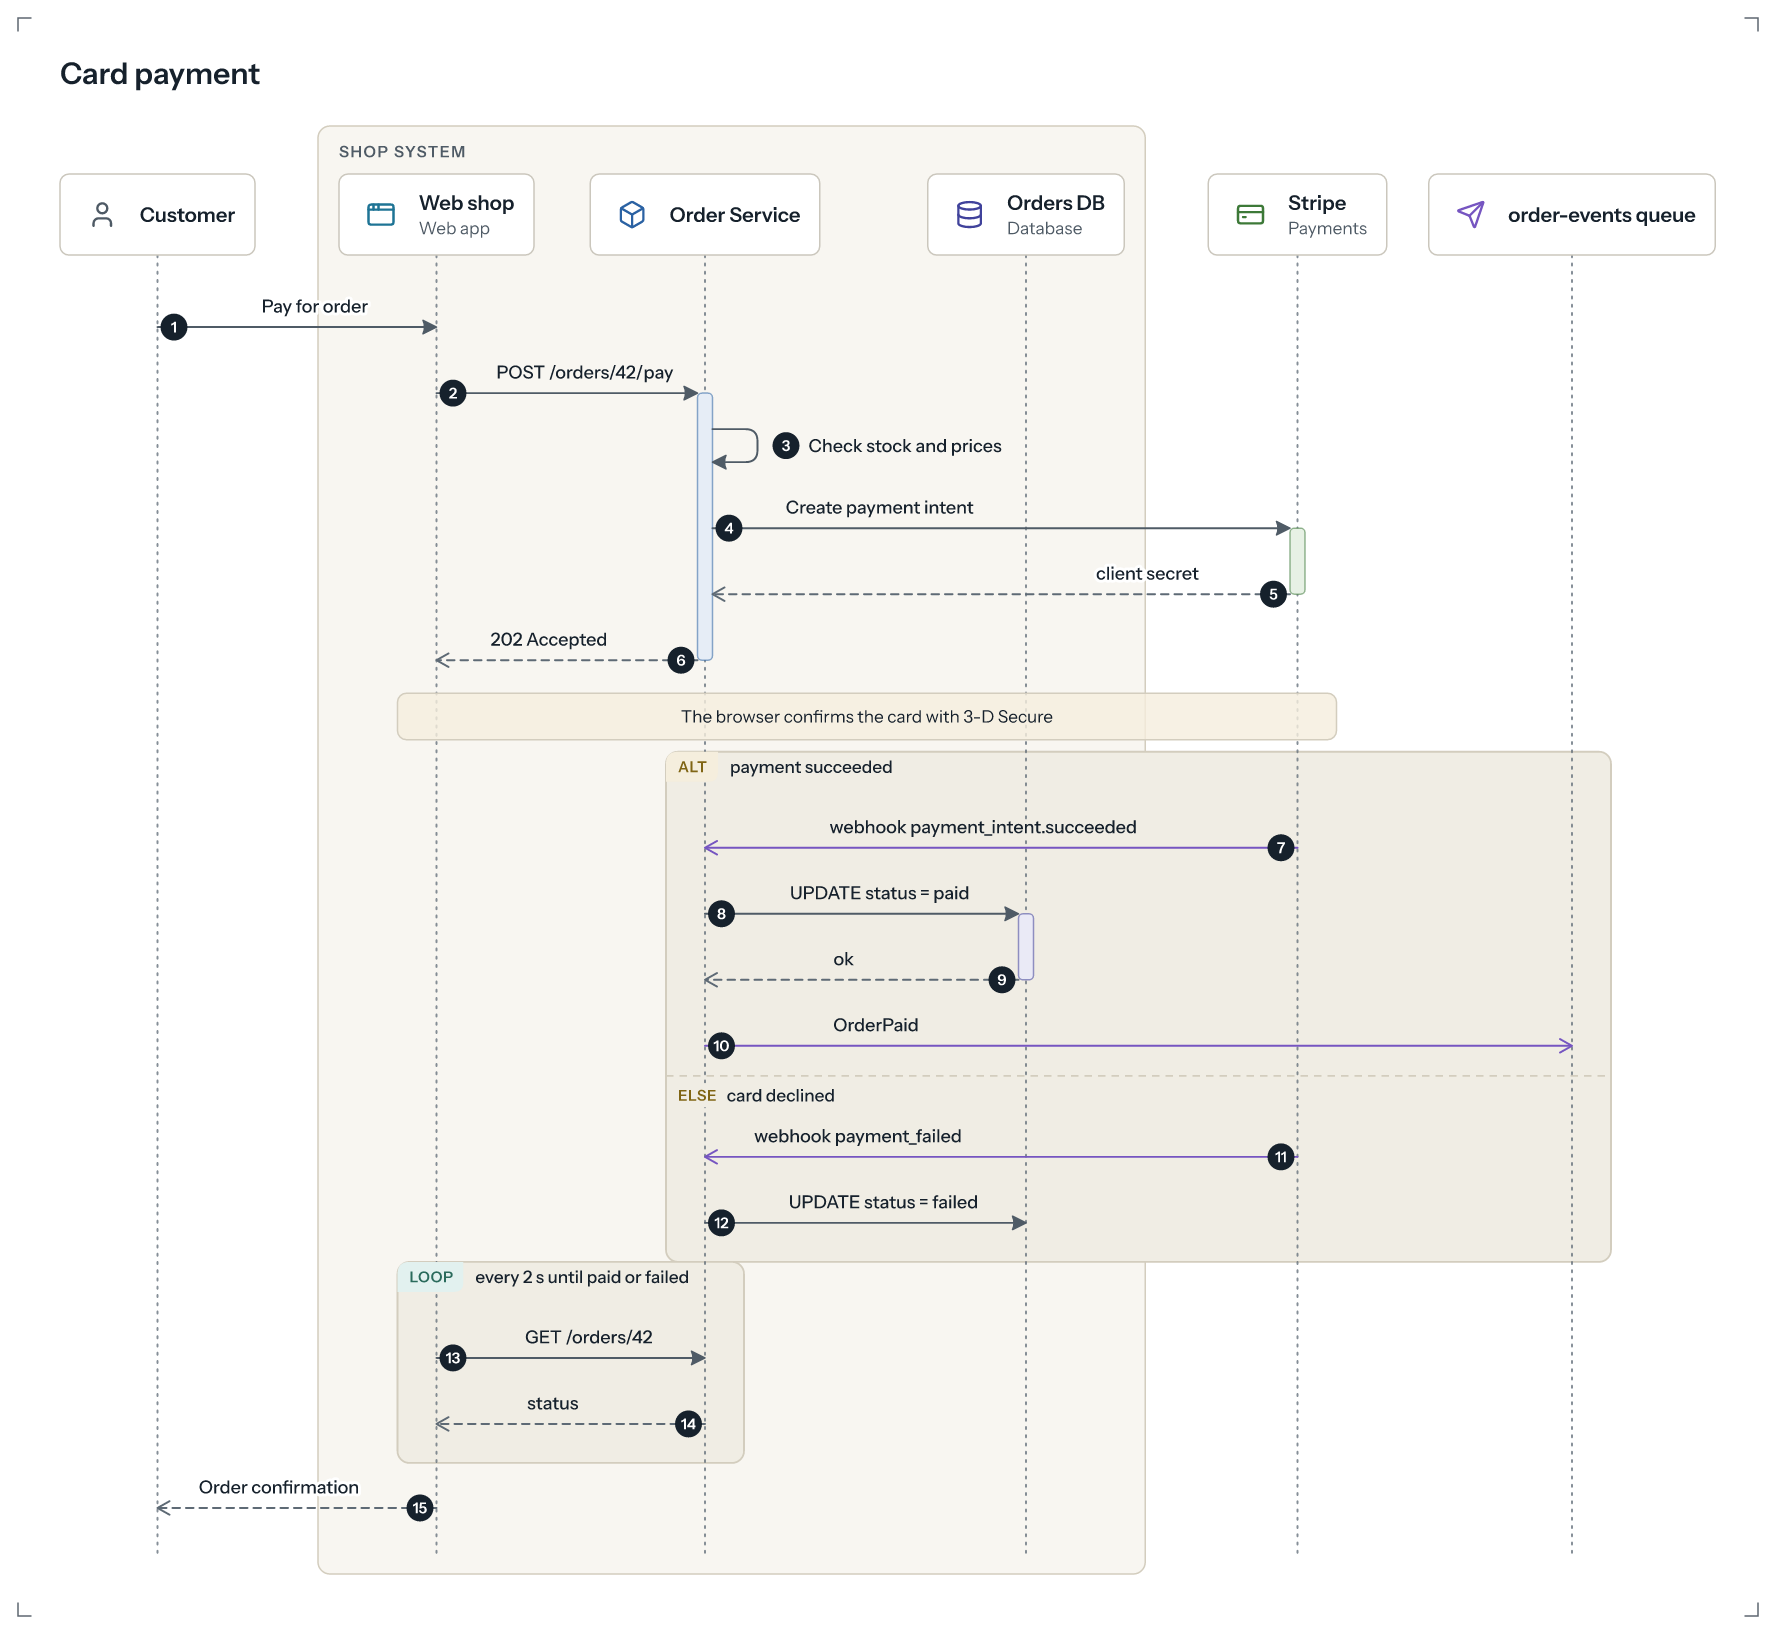 Card payment
SHOP SYSTEM
Customer
Web shop
Web app
Order Service
Orders DB
Database
Stripe
Payments
order-events queue
Pay for order
1
POST /orders/42/pay
2
3 Check stock and prices
Create payment intent
4
client secret
5
202 Accepted
6
The browser confirms the card with 3-D Secure
ALT payment succeeded
webhook payment_intent.succeeded
7
UPDATE status = paid
8
ok
9
OrderPaid
10
ELSE card declined
webhook payment_failed
11
UPDATE status = failed
12
LOOP every 2 s until paid or failed
GET /orders/42
13
status
14
Order confirmation
15